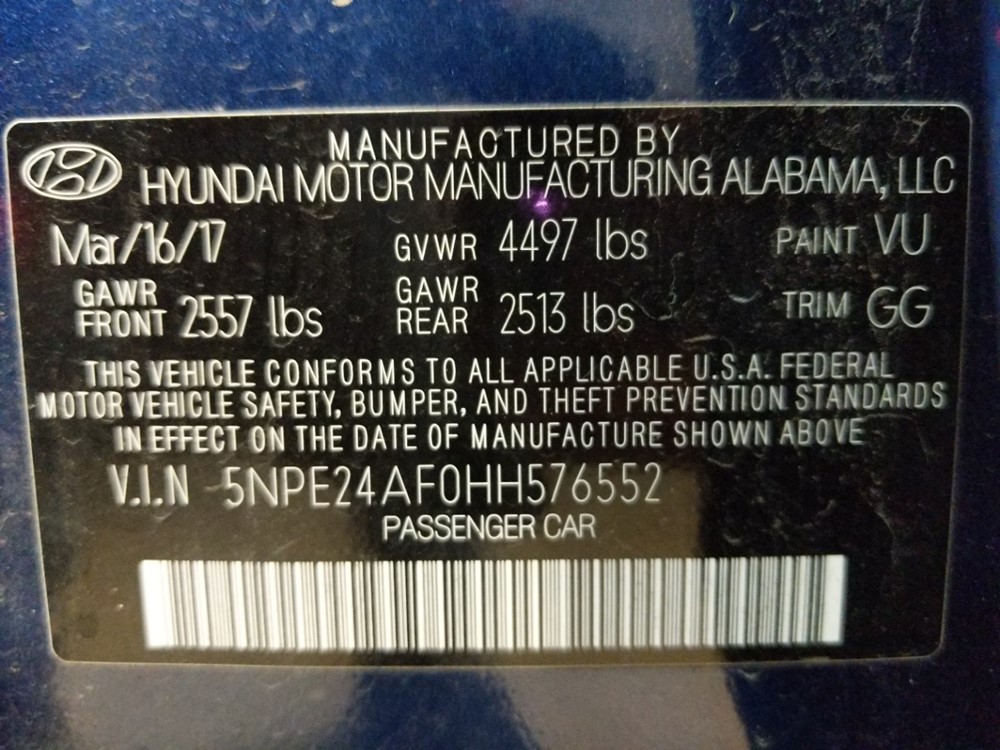 MANUFACTURED BY
HYUNDAI MOTOR MANUFACTURING ALABAMA, LLC
Mar/16/17 GVWR 4497 lbs PAINT VU
GAWR FRONT 2557 lbs GAWR REAR 2513 lbs TRIM GG
THIS VEHICLE CONFORMS TO ALL APPLICABLE U.S.A. FEDERAL
MOTOR VEHICLE SAFETY, BUMPER, AND THEFT PREVENTION STANDARDS
IN EFFECT ON THE DATE OF MANUFACTURE SHOWN ABOVE
V.I.N 5NPE24AF0HH576552
PASSENGER CAR